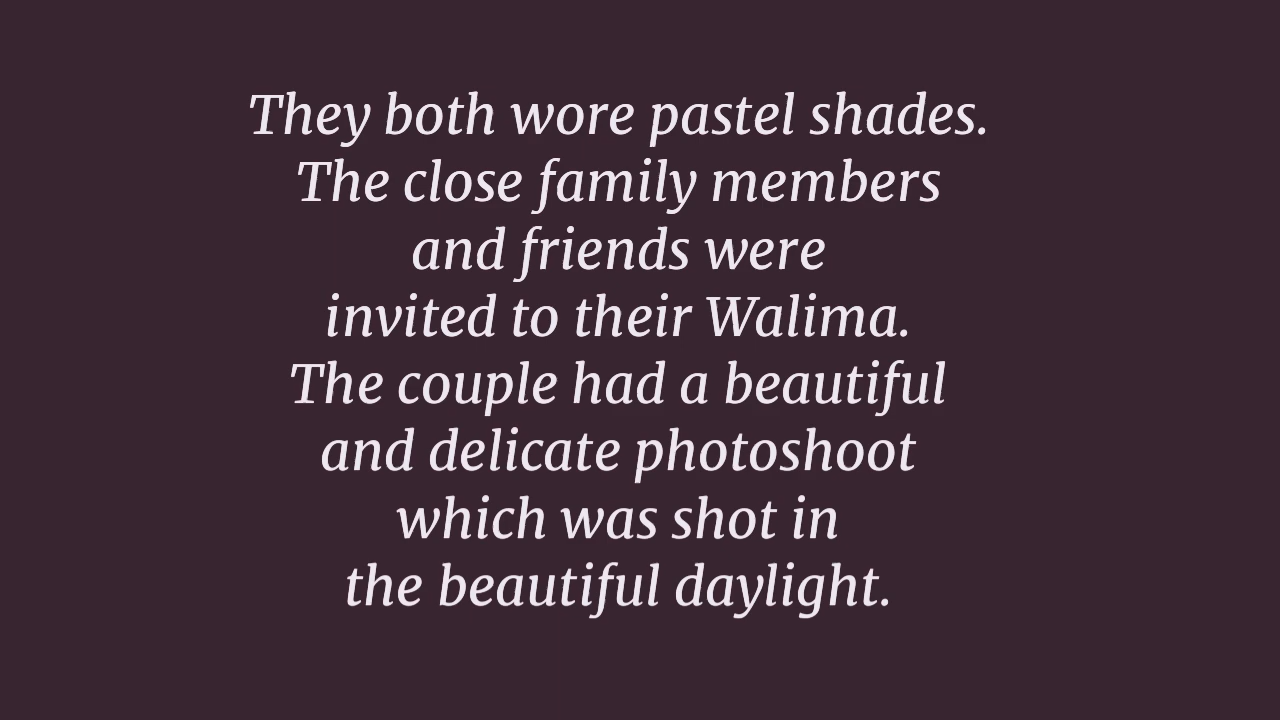 They both wore pastel shades.
The close family members
and friends were
invited to their Walima.
The couple had a beautiful
and delicate photoshoot
which was shot in
the beautiful daylight.